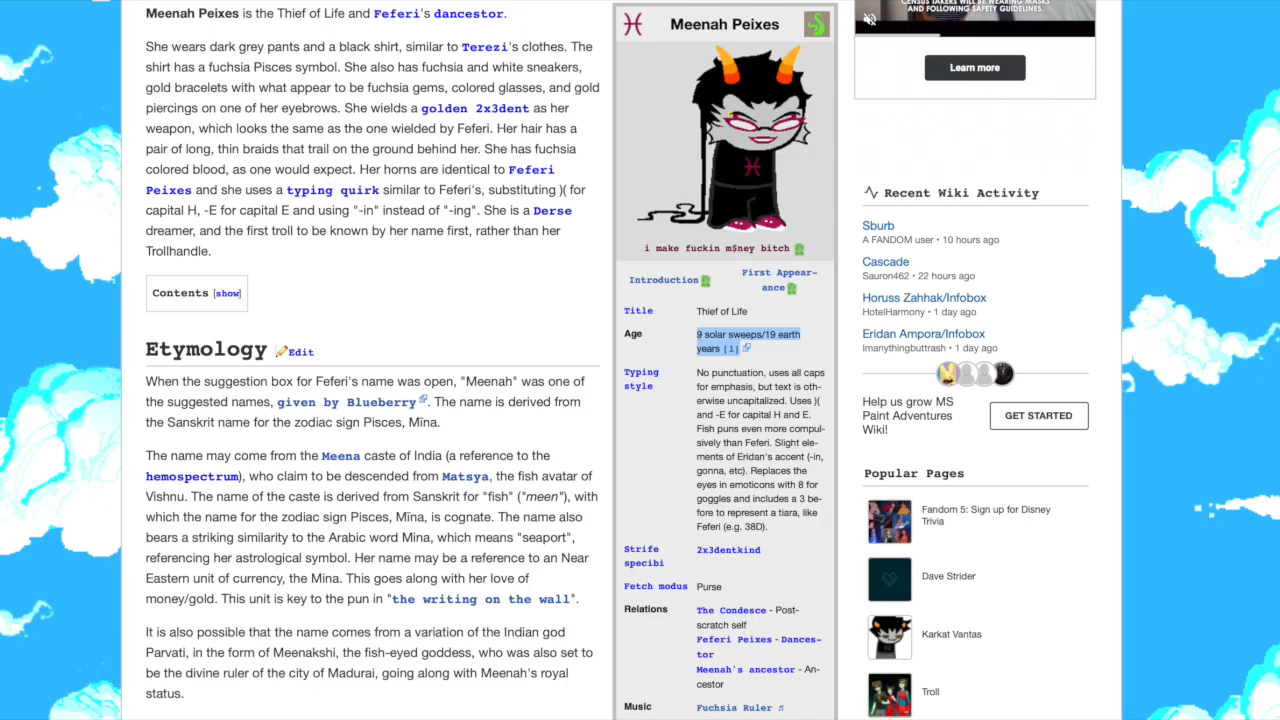 Meenah Peixes is the Thief of Life and Feferi's dancestor.
She wears dark grey pants and a black shirt, similar to Terezi's clothes. The
shirt has a fuchsia Pisces symbol. She also has fuchsia and white sneakers,
gold bracelets with what appear to be fuchsia gems, colored glasses, and gold
piercings on one of her eyebrows. She wields a golden 2x3dent as her
weapon, which looks the same as the one wielded by Feferi. Her hair has a
pair of long, thin braids that trail on the ground behind her. She has fuchsia
colored blood, as one would expect. Her horns are identical to Feferi
Peixes and she uses a typing quirk similar to Feferi's, substituting )( for
capital H, -E for capital E and using "-in" instead of "-ing". She is a Derse
dreamer, and the first troll to be known by her name first, rather than her
Trollhandle.
Contents [show]
Etymology Edit
When the suggestion box for Feferi's name was open, "Meenah" was one of
the suggested names, given by Blueberry. The name is derived from
the Sanskrit name for the zodiac sign Pisces, Mīna.
The name may come from the Meena caste of India (a reference to the
hemospectrum), who claim to be descended from Matsya, the fish avatar of
Vishnu. The name of the caste is derived from Sanskrit for "fish" ("meen"), with
which the name for the zodiac sign Pisces, Mīna, is cognate. The name also
bears a striking similarity to the Arabic word Mina, which means "seaport",
referencing her astrological symbol. Her name may be a reference to an Near
Eastern unit of currency, the Mina. This goes along with her love of
money/gold. This unit is key to the pun in "the writing on the wall".
It is also possible that the name comes from a variation of the Indian god
Parvati, in the form of Meenakshi, the fish-eyed goddess, who was also set to
be the divine ruler of the city of Madurai, going along with Meenah's royal
status.
Meenah Peixes
i make fuckin m$ney bitch
Introduction
First Appear-
ance
Title Thief of Life
Age 9 solar sweeps/19 earth
years [1]
Typing style No punctuation, uses all caps
for emphasis, but text is oth-
erwise uncapitalized. Uses )(
and -E for capital H and E.
Fish puns even more compul-
sively than Feferi. Slight ele-
ments of Eridan's accent (-in,
gonna, etc). Replaces the
eyes in emoticons with 8 for
goggles and includes a 3 be-
fore to represent a tiara, like
Feferi (e.g. 38D).
Strife 2x3dentkind
specibi
Fetch modus Purse
Relations The Condesce - Post-
scratch self
Feferi Peixes - Dances-
tor
Meenah's ancestor - An-
cestor
Music Fuchsia Ruler ♬
CENSUS TAKERS WILL BE WEARING MASKS
AND FOLLOWING SAFETY GUIDELINES.
Learn more
Recent Wiki Activity
Sburb
A FANDOM user • 10 hours ago
Cascade
Sauron462 • 22 hours ago
Horuss Zahhak/Infobox
HotelHarmony • 1 day ago
Eridan Ampora/Infobox
Imanythingbuttrash • 1 day ago
Help us grow MS
Paint Adventures
Wiki!
GET STARTED
Popular Pages
Fandom 5: Sign up for Disney
Trivia
Dave Strider
Karkat Vantas
Troll